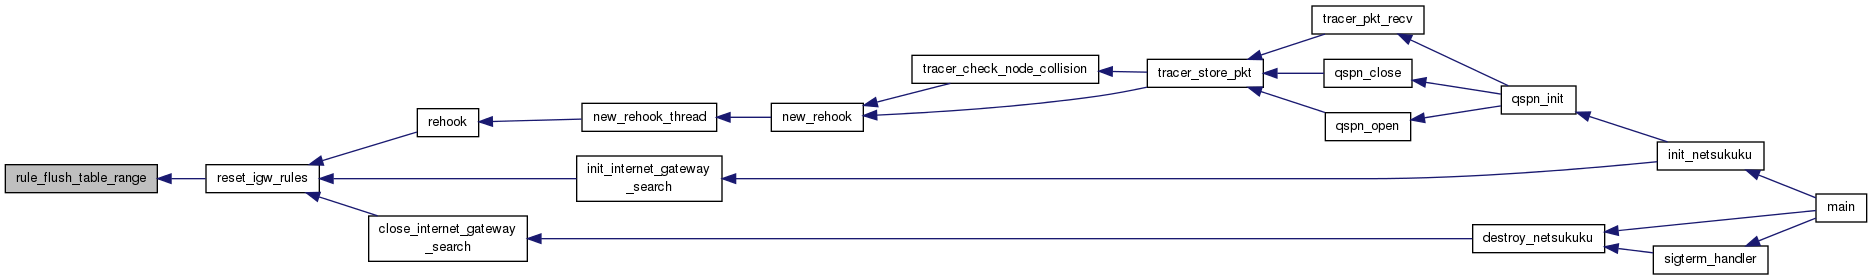 tracer_pkt_recv
tracer_check_node_collision
tracer_store_pkt
qspn_close
qspn_init
rehook
new_rehook_thread
new_rehook
qspn_open
init_netsukuku
rule_flush_table_range
reset_igw_rules
init_internet_gateway
_search
main
close_internet_gateway
_search
destroy_netsukuku
sigterm_handler